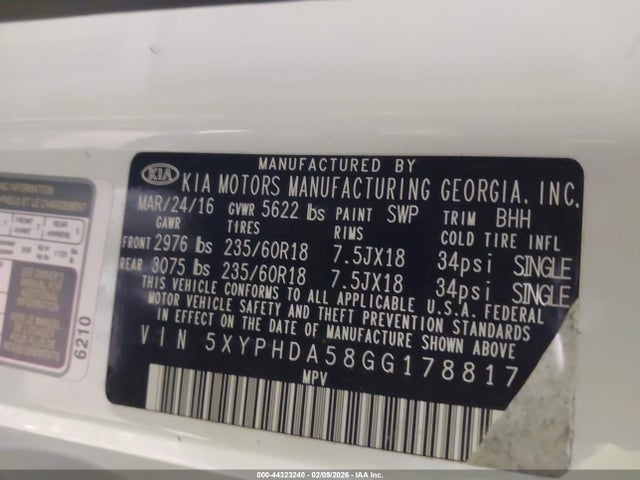 MANUFACTURED BY
KIA KIA MOTORS MANUFACTURING GEORGIA, INC.
MAR/24/16 GVWR 5622 lbs PAINT SWP TRIM BHH
GAWR TIRES RIMS COLD TIRE INFL
FRONT 2976 lbs 235/60R18 7.5JX18 34psi SINGLE
REAR 3075 lbs 235/60R18 7.5JX18 34psi SINGLE
THIS VEHICLE CONFORMS TO ALL APPLICABLE U.S.A. FEDERAL
MOTOR VEHICLE SAFETY AND THEFT PREVENTION STANDARDS
IN EFFECT ON THE DATE OF MANUFACTURE SHOWN ABOVE.
VIN 5XYPHDA58GG178817
MPV
6210
000-44323240 - 02/09/2026 - IAA Inc.